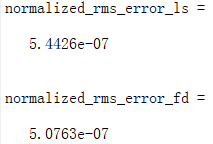 normalized_rms_error_ls =
5.4426e-07
normalized_rms_error_fd =
5.0763e-07